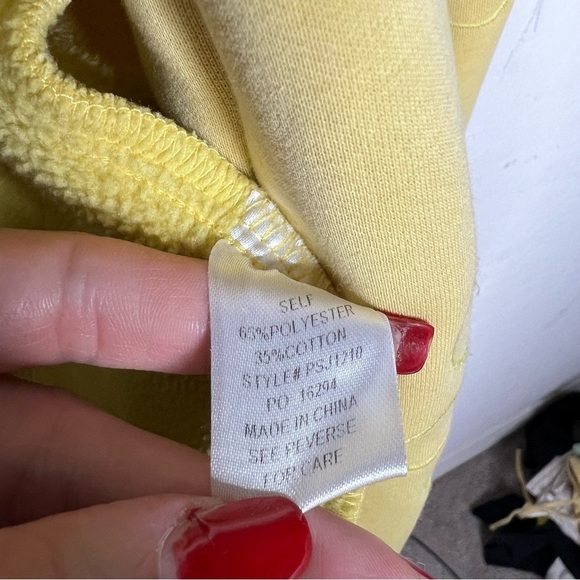 SELF
65%POLYESTER
35%COTTON
STYLE# PSJ1210
PO 16294
MADE IN CHINA
SEE REVERSE
FOR CARE